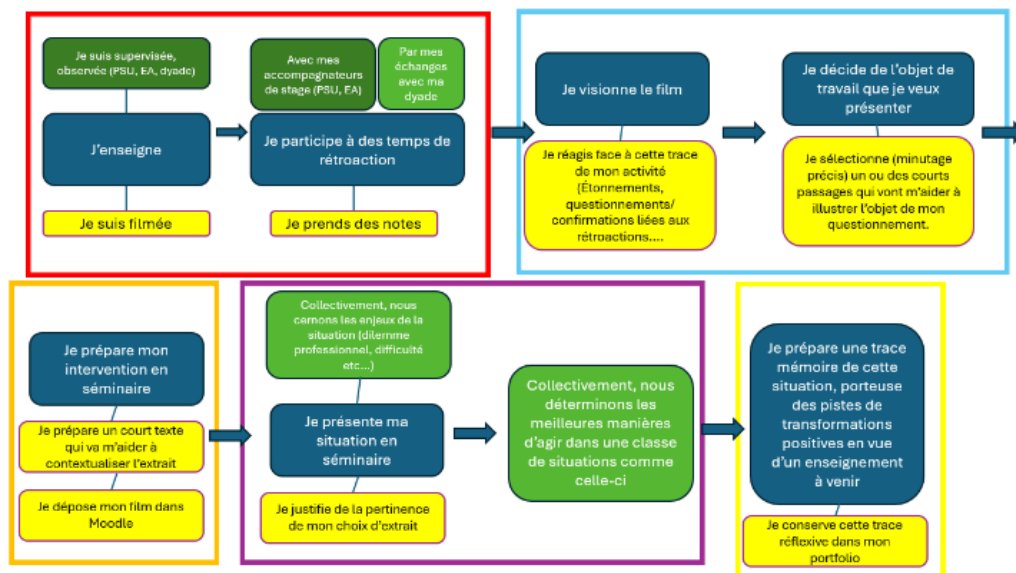 Je suis supervisée,
observée (PSU, EA, dyade)
J'enseigne
Je suis filmée
Avec mes
accompagnateurs
de stage (PSU, EA)
Par mes
échanges
avec ma
dyade
Je participe à des temps de
rétroaction
Je prends des notes
Je visionne le film
Je réagis face à cette trace
de mon activité
(Étonnements,
questionnements/
confirmations liées aux
rétroactions....
Je décide de l'objet de
travail que je veux
présenter
Je sélectionne (minutage
précis) un ou des courts
passages qui vont m'aider à
illustrer l'objet de mon
questionnement.
Je prépare mon
intervention en
séminaire
Je prépare un court texte
qui va m'aider à
contextualiser l'extrait
Je dépose mon film dans
Moodle
Collectivement, nous
cernons les enjeux de la
situation (dilemme
professionnel, difficulté
etc...)
Je présente ma
situation en
séminaire
Je justifie de la pertinence
de mon choix d'extrait
Collectivement, nous
déterminons les
meilleures manières
d'agir dans une classe
de situations comme
celle-ci
Je prépare une trace
mémoire de cette
situation, porteuse
des pistes de
transformations
positives en vue
d'un enseignement
à venir
Je conserve cette trace
réflexive dans mon
portfolio